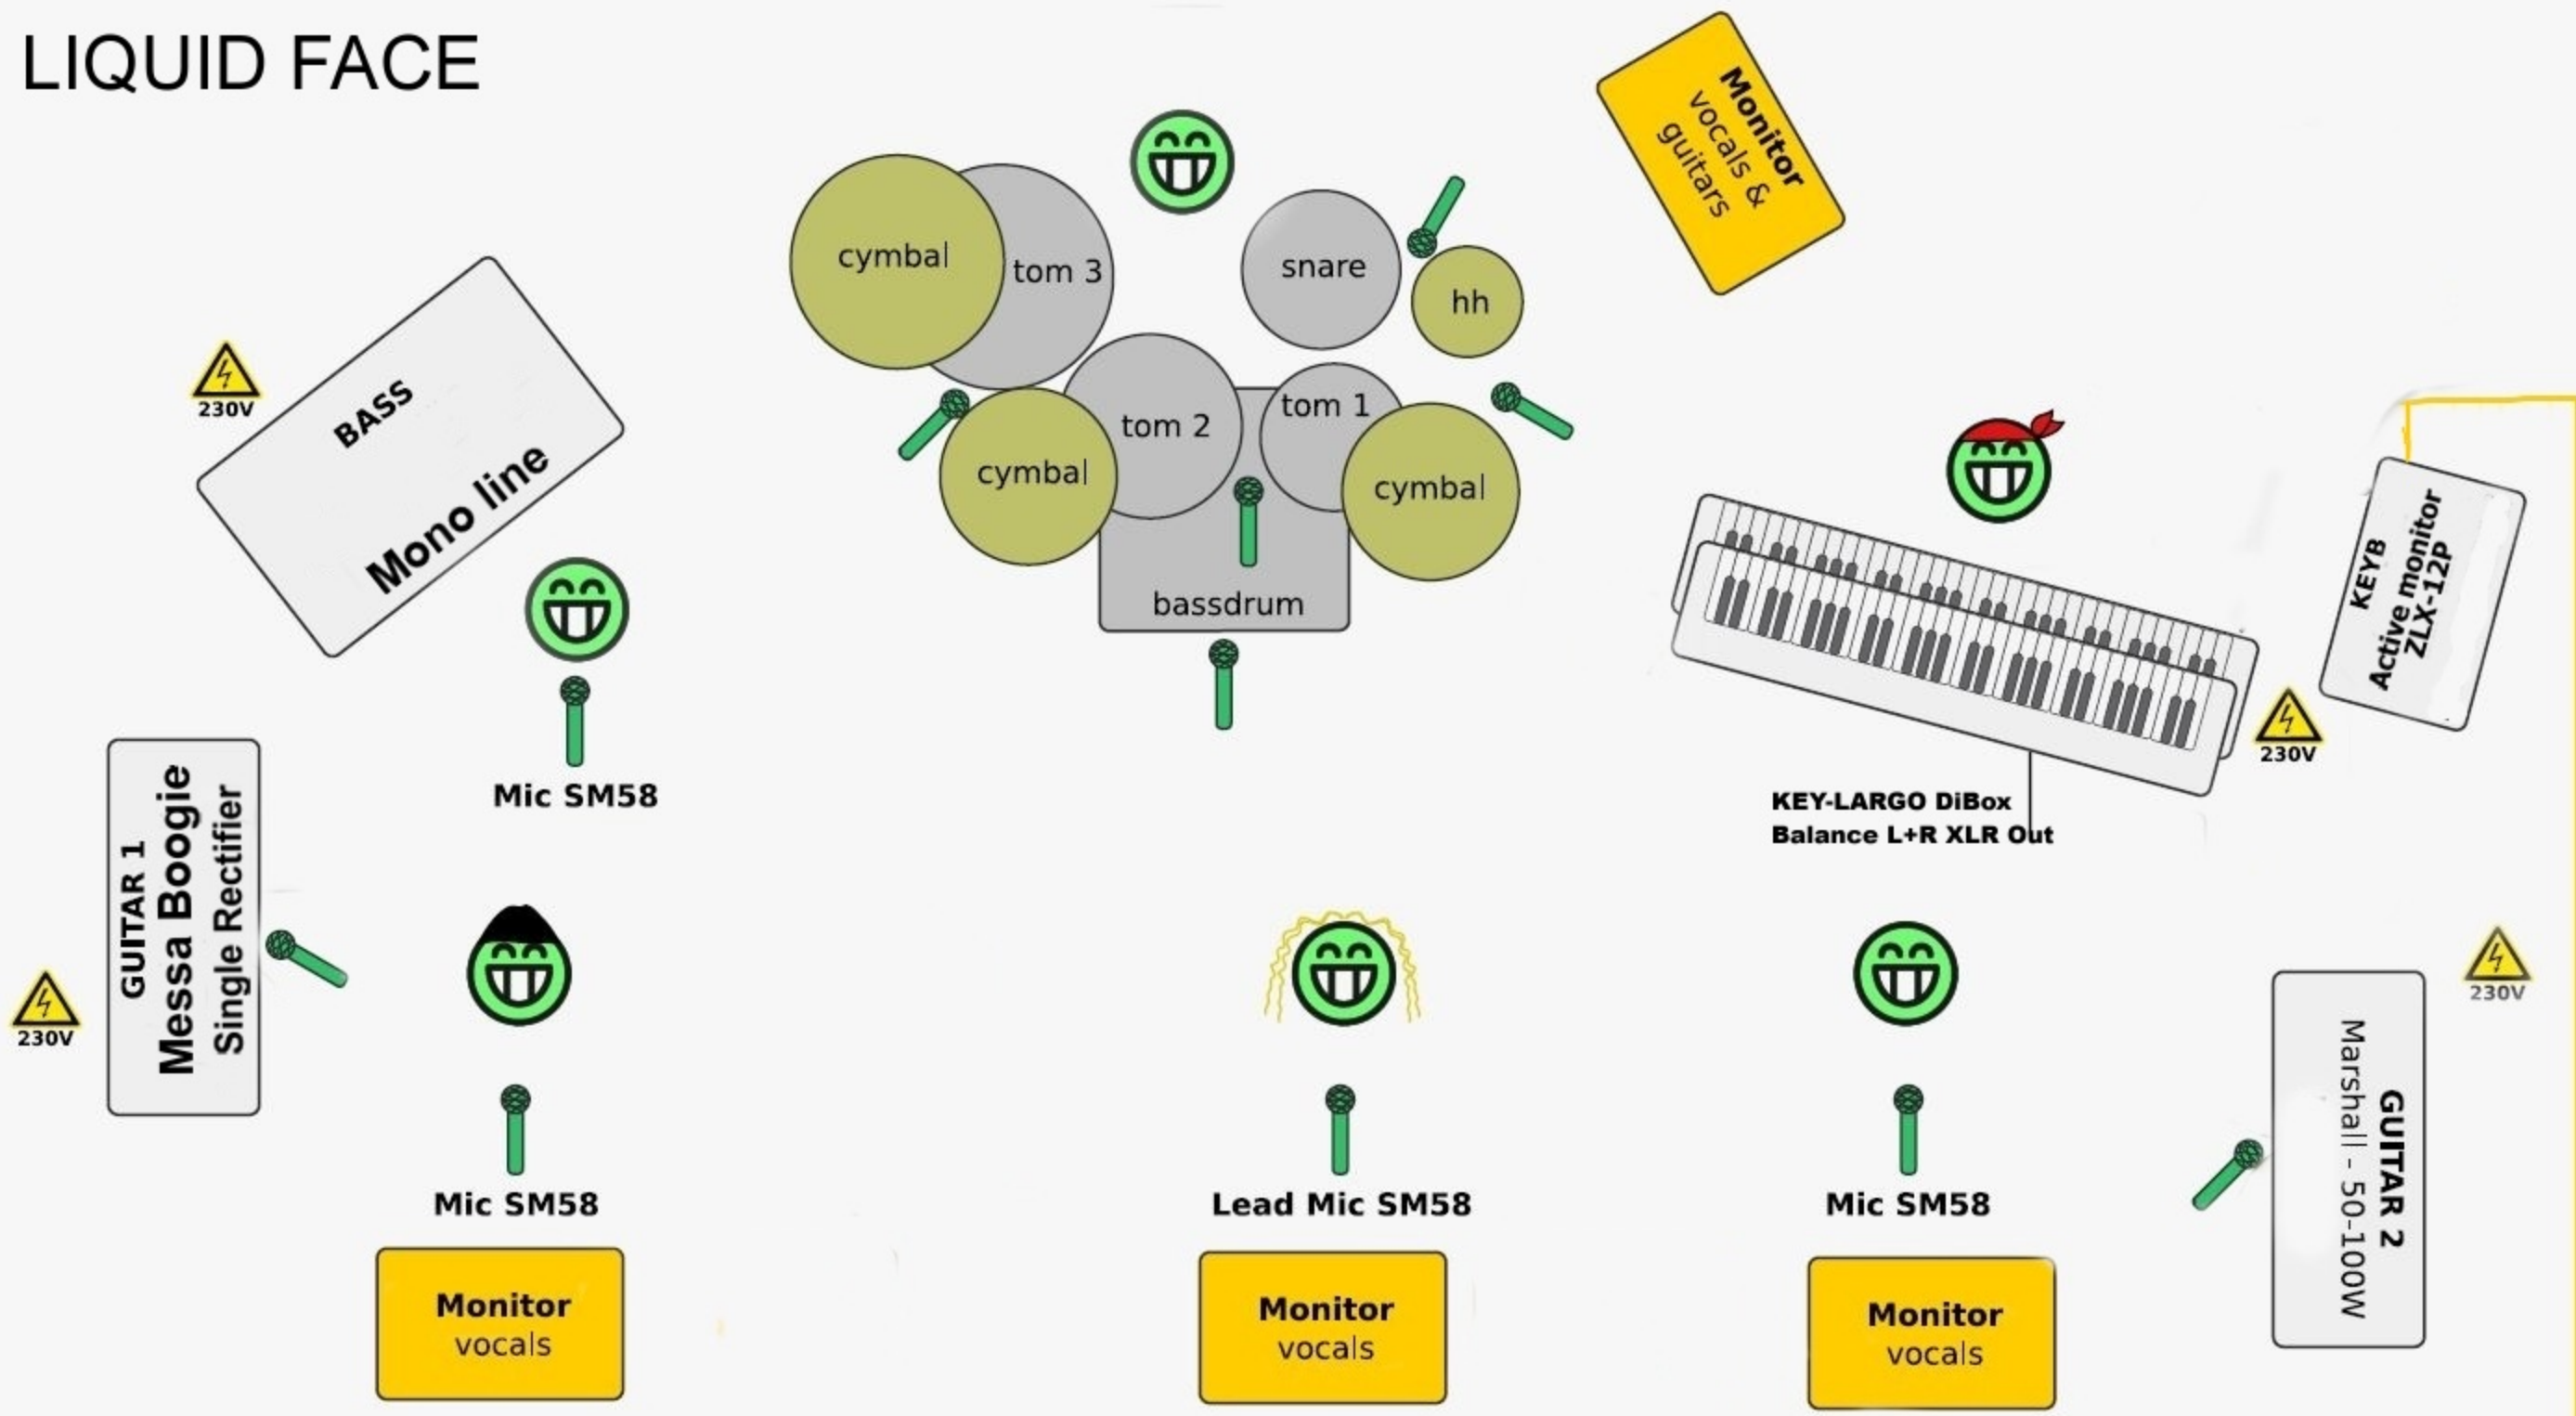 LIQUID FACE
Monitor
vocals &
guitars
cymbal
tom 3
snare
hh
230V
BASS
Mono line
tom 2
tom 1
cymbal
cymbal
bassdrum
KEYB
Active monitor
ZLX-12P
230V
Mic SM58
KEY-LARGO DiBox
Balance L+R XLR Out
GUITAR 1
Messa Boogie
Single Rectifier
230V
230V
GUITAR 2
Marshall - 50-100W
Mic SM58
Lead Mic SM58
Mic SM58
Monitor
vocals
Monitor
vocals
Monitor
vocals